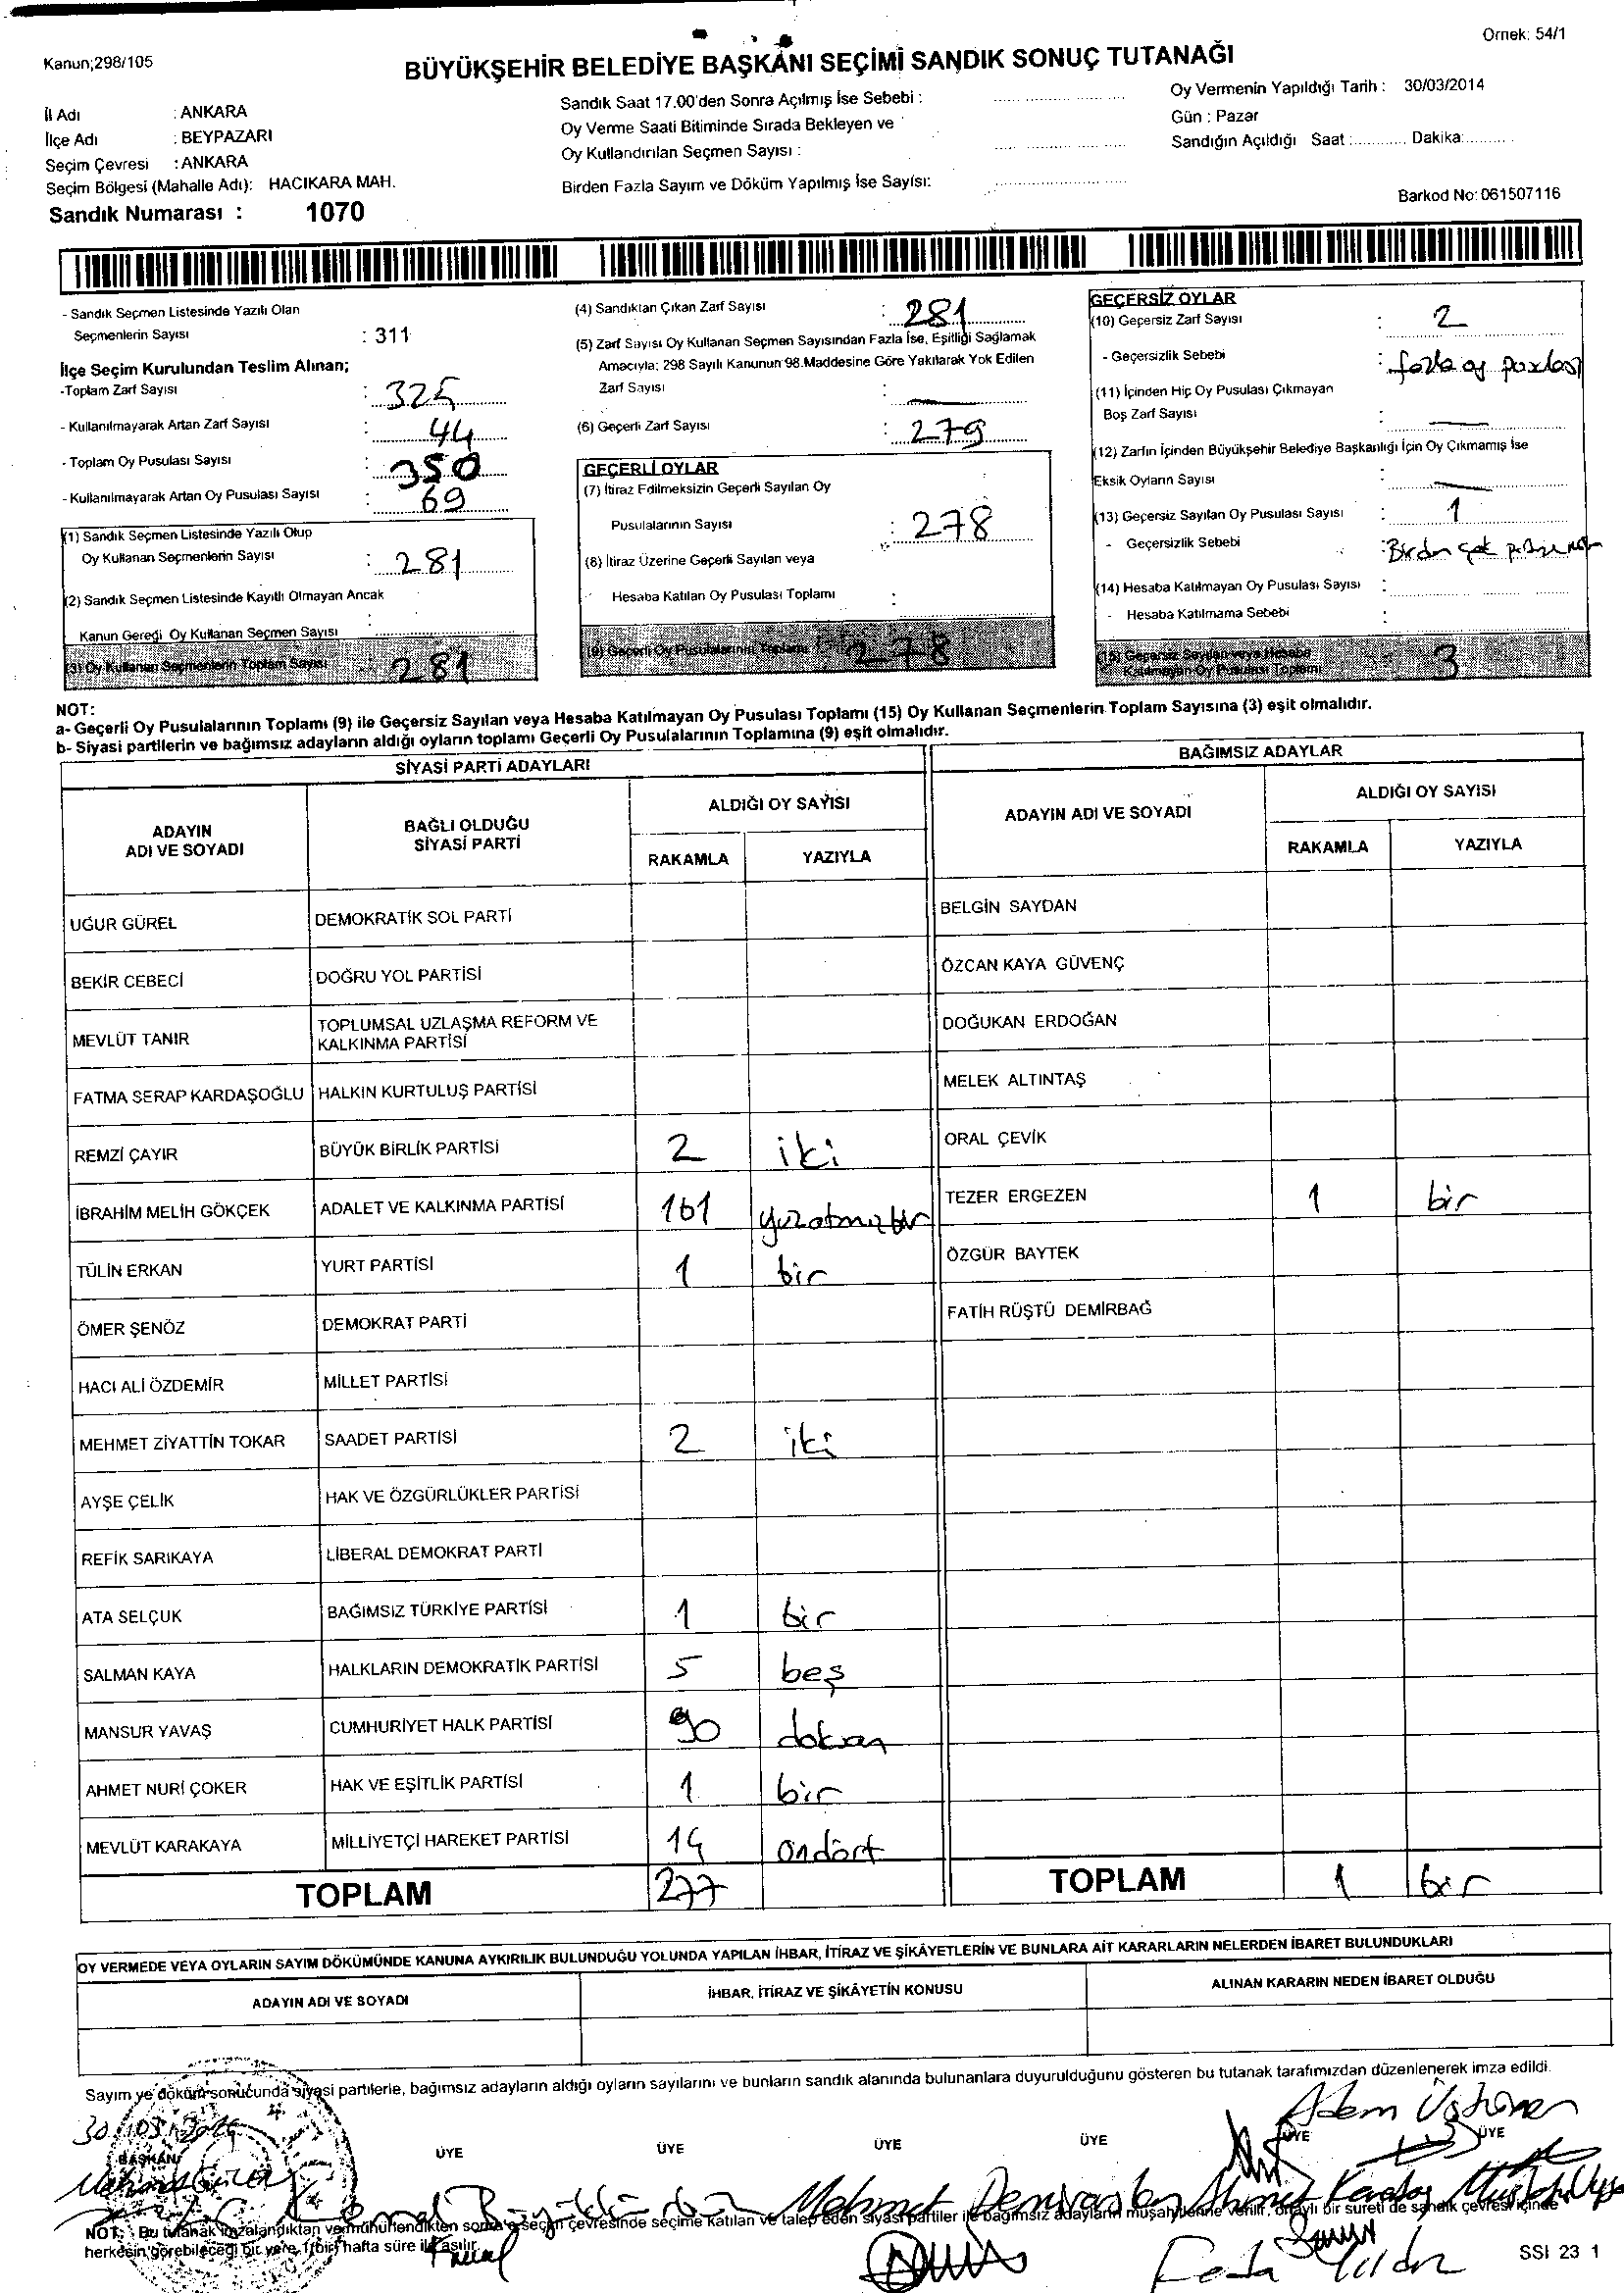 Örnek: 54/1
Kanun;298/105
BÜYÜKŞEHİR BELEDİYE BAŞKANI SEÇİMİ SANDIK SONUÇ TUTANAĞI
İl Adı : ANKARA
İlçe Adı : BEYPAZARI
Seçim Çevresi : ANKARA
Seçim Bölgesi (Mahalle Adı): HACIKARA MAH.
Sandık Numarası : 1070
Sandık Saat 17.00'den Sonra Açılmış İse Sebebi :
Oy Verme Saati Bitiminde Sırada Bekleyen ve
Oy Kullandırılan Seçmen Sayısı :
Birden Fazla Sayım ve Döküm Yapılmış İse Sayısı:
Oy Vermenin Yapıldığı Tarih : 30/03/2014
Gün : Pazar
Sandığın Açıldığı Saat :............ Dakika:............
Barkod No: 061507116
- Sandık Seçmen Listesinde Yazılı Olan
Seçmenlerin Sayısı : 311
İlçe Seçim Kurulundan Teslim Alınan;
-Toplam Zarf Sayısı : 325
- Kullanılmayarak Artan Zarf Sayısı : 44
- Toplam Oy Pusulası Sayısı : 350
- Kullanılmayarak Artan Oy Pusulası Sayısı : 69
(1) Sandık Seçmen Listesinde Yazılı Olup
Oy Kullanan Seçmenlerin Sayısı : 281
(2) Sandık Seçmen Listesinde Kayıtlı Olmayan Ancak
Kanun Gereği Oy Kullanan Seçmen Sayısı
(3) Oy Kullanan Seçmenlerin Toplam Sayısı 281
(4) Sandıktan Çıkan Zarf Sayısı : 281
(5) Zarf Sayısı Oy Kullanan Seçmen Sayısından Fazla İse, Eşitliği Sağlamak
Amacıyla; 298 Sayılı Kanunun 98.Maddesine Göre Yakılarak Yok Edilen
Zarf Sayısı : —
(6) Geçerli Zarf Sayısı : 279
GEÇERLİ OYLAR
(7) İtiraz Edilmeksizin Geçerli Sayılan Oy
Pusulalarının Sayısı : 278
(8) İtiraz Üzerine Geçerli Sayılan veya
Hesaba Katılan Oy Pusulası Toplamı :
(9) Geçerli Oy Pusulalarının Toplamı : 278
GEÇERSİZ OYLAR
(10) Geçersiz Zarf Sayısı : 2
- Geçersizlik Sebebi : fazla oy
(11) İçinden Hiç Oy Pusulası Çıkmayan
Boş Zarf Sayısı : —
(12) Zarfın İçinden Büyükşehir Belediye Başkanlığı İçin Oy Çıkmamış İse
Eksik Oyların Sayısı : —
(13) Geçersiz Sayılan Oy Pusulası Sayısı : 1
- Geçersizlik Sebebi : Birden çok
(14) Hesaba Katılmayan Oy Pusulası Sayısı :
- Hesaba Katılmama Sebebi :
(15) Geçersiz Sayılan veya Hesaba
Katılmayan Oy Pusulası Toplamı 3
NOT:
a- Geçerli Oy Pusulalarının Toplamı (9) ile Geçersiz Sayılan veya Hesaba Katılmayan Oy Pusulası Toplamı (15) Oy Kullanan Seçmenlerin Toplam Sayısına (3) eşit olmalıdır.
b- Siyasi partilerin ve bağımsız adayların aldığı oyların toplamı Geçerli Oy Pusulalarının Toplamına (9) eşit olmalıdır.
SİYASİ PARTİ ADAYLARI
ADAYIN ADI VE SOYADI BAĞLI OLDUĞU SİYASİ PARTİ ALDIĞI OY SAYISI
RAKAMLA YAZIYLA
UĞUR GÜREL DEMOKRATİK SOL PARTİ
BEKİR CEBECİ DOĞRU YOL PARTİSİ
MEVLÜT TANIR TOPLUMSAL UZLAŞMA REFORM VE KALKINMA PARTİSİ
FATMA SERAP KARDAŞOĞLU HALKIN KURTULUŞ PARTİSİ
REMZİ ÇAYIR BÜYÜK BİRLİK PARTİSİ 2 iki
İBRAHİM MELİH GÖKÇEK ADALET VE KALKINMA PARTİSİ 161 yüzatmışbir
TÜLİN ERKAN YURT PARTİSİ 1 bir
ÖMER ŞENÖZ DEMOKRAT PARTİ
HACI ALİ ÖZDEMİR MİLLET PARTİSİ
MEHMET ZİYATTİN TOKAR SAADET PARTİSİ 2 iki
AYŞE ÇELİK HAK VE ÖZGÜRLÜKLER PARTİSİ
REFİK SARIKAYA LİBERAL DEMOKRAT PARTİ
ATA SELÇUK BAĞIMSIZ TÜRKİYE PARTİSİ 1 bir
SALMAN KAYA HALKLARIN DEMOKRATİK PARTİSİ 5 beş
MANSUR YAVAŞ CUMHURİYET HALK PARTİSİ 90 doksan
AHMET NURİ ÇOKER HAK VE EŞİTLİK PARTİSİ 1 bir
MEVLÜT KARAKAYA MİLLİYETÇİ HAREKET PARTİSİ 14 ondört
TOPLAM 277
BAĞIMSIZ ADAYLAR
ADAYIN ADI VE SOYADI ALDIĞI OY SAYISI
RAKAMLA YAZIYLA
BELGİN SAYDAN
ÖZCAN KAYA GÜVENÇ
DOĞUKAN ERDOĞAN
MELEK ALTINTAŞ
ORAL ÇEVİK
TEZER ERGEZEN 1 bir
ÖZGÜR BAYTEK
FATİH RÜŞTÜ DEMİRBAĞ
TOPLAM 1 bir
OY VERMEDE VEYA OYLARIN SAYIM DÖKÜMÜNDE KANUNA AYKIRILIK BULUNDUĞU YOLUNDA YAPILAN İHBAR, İTİRAZ VE ŞİKÂYETLERİN VE BUNLARA AİT KARARLARIN NELERDEN İBARET BULUNDUKLARI
ADAYIN ADI VE SOYADI İHBAR, İTİRAZ VE ŞİKÂYETİN KONUSU ALINAN KARARIN NEDEN İBARET OLDUĞU
Sayım ve döküm sonucunda siyasi partilerle, bağımsız adayların aldığı oyların sayılarını ve bunların sandık alanında bulunanlara duyurulduğunu gösteren bu tutanak tarafımızdan düzenlenerek imza edildi.
BAŞKAN ÜYE ÜYE ÜYE ÜYE ÜYE ÜYE
Adem
Mehmet Ahmet
NOT: Bu tutanak imzalandıktan ve mühürlendikten sonra o seçim çevresinde seçime katılan ve talep eden siyasi partiler ile bağımsız adayların müşahitlerine verilir, onaylı bir sureti de sandık çevresi içinde
herkesin görebileceği bir yere 1(bir) hafta süre ile asılır.
SSI 23 1